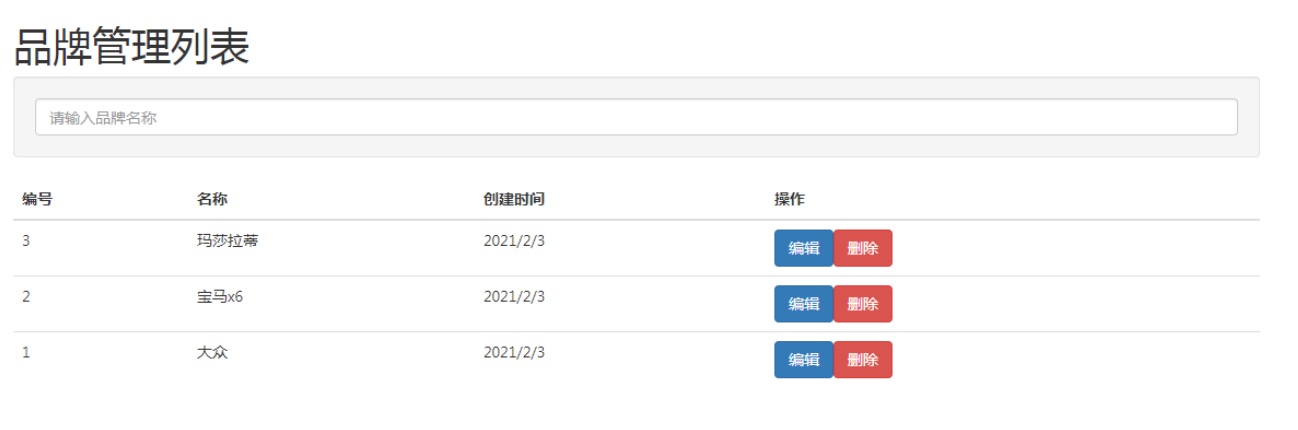 品牌管理列表
请输入品牌名称
编号 名称 创建时间 操作
3 玛莎拉蒂 2021/2/3 编辑 删除
2 宝马x6 2021/2/3 编辑 删除
1 大众 2021/2/3 编辑 删除